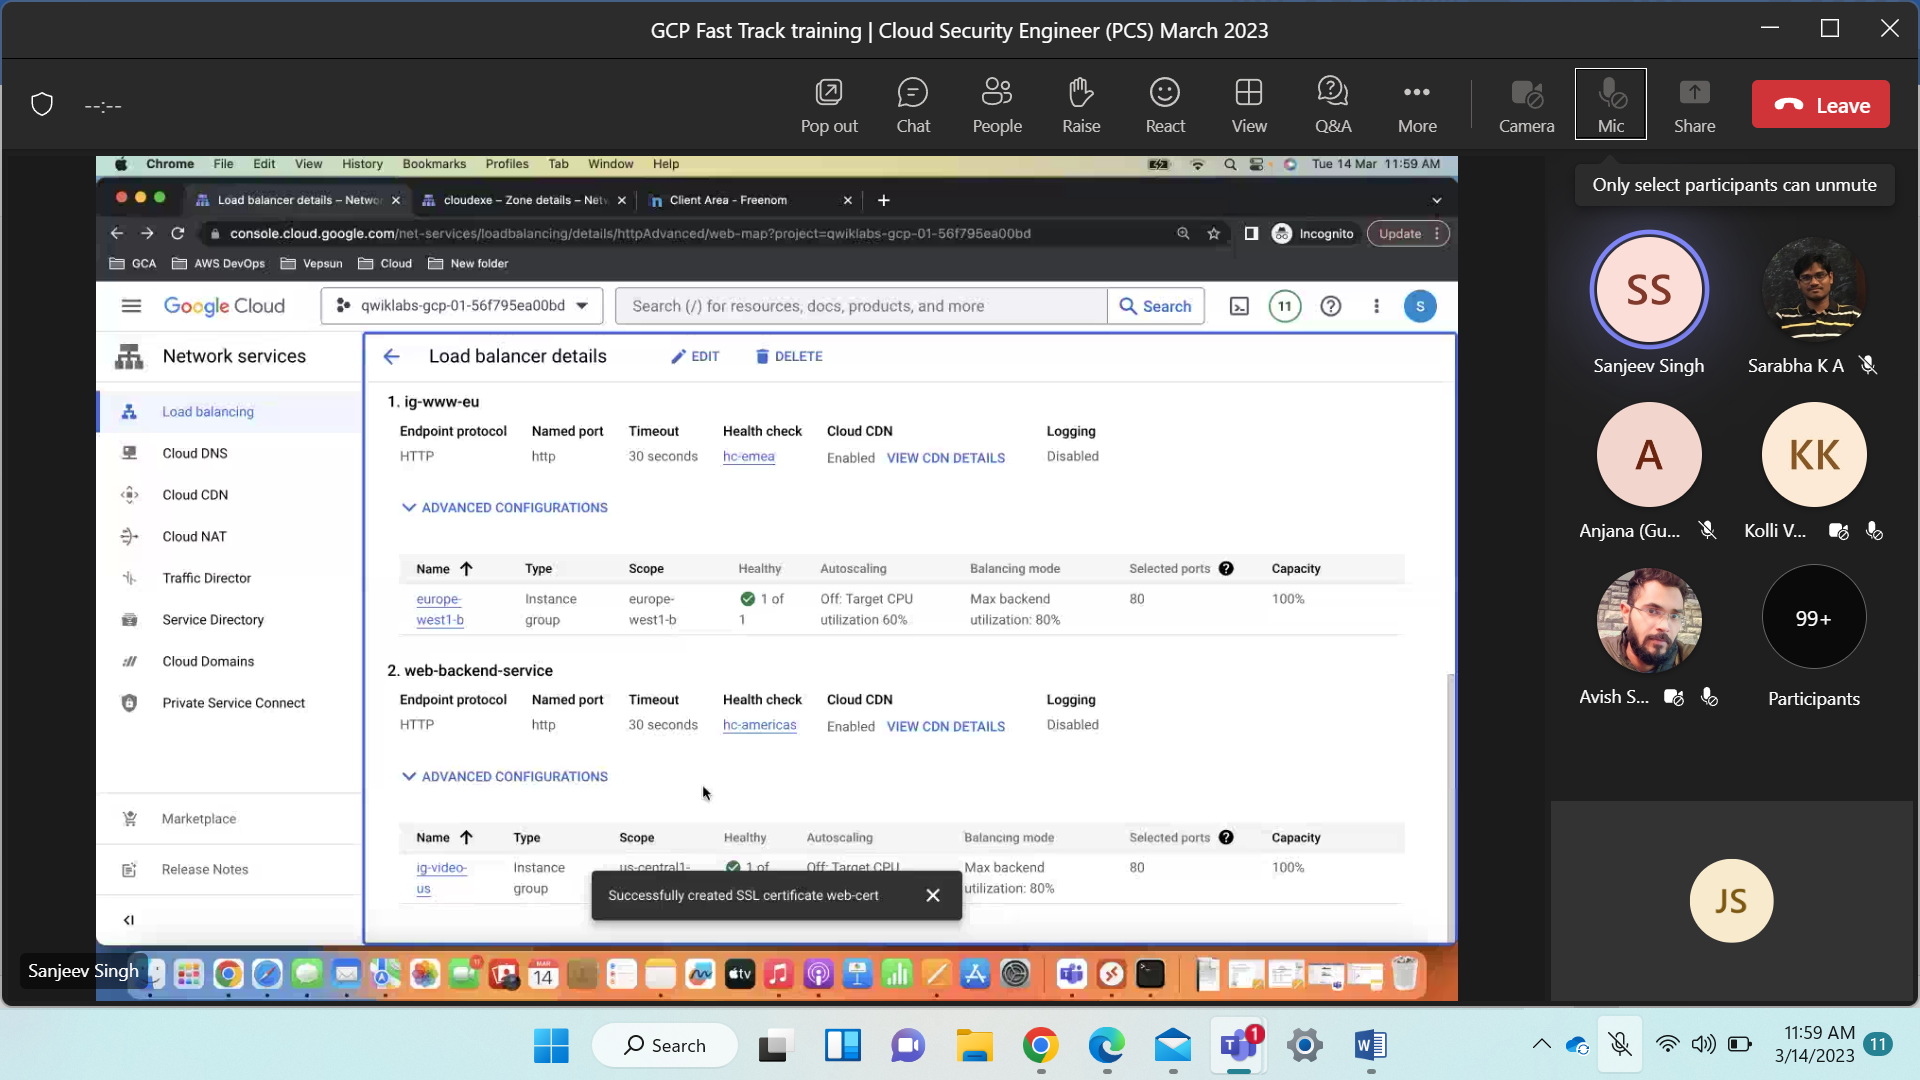 GCP Fast Track training | Cloud Security Engineer (PCS) March 2023
--:--
Pop out Chat People Raise React View Q&A More Camera Mic Share Leave
Only select participants can unmute
Chrome File Edit View History Bookmarks Profiles Tab Window Help Tue 14 Mar 11:59 AM
Load balancer details – Netwo cloudexe – Zone details – Net Client Area - Freenom
console.cloud.google.com/net-services/loadbalancing/details/httpAdvanced/web-map?project=qwiklabs-gcp-01-56f795ea00bd Incognito Update
GCA AWS DevOps Vepsun Cloud New folder
Google Cloud qwiklabs-gcp-01-56f795ea00bd Search (/) for resources, docs, products, and more Search 11 S
Network services
Load balancing
Cloud DNS
Cloud CDN
Cloud NAT
Traffic Director
Service Directory
Cloud Domains
Private Service Connect
Marketplace
Release Notes
Load balancer details EDIT DELETE
1. ig-www-eu
Endpoint protocol Named port Timeout Health check Cloud CDN Logging
HTTP http 30 seconds hc-emea Enabled VIEW CDN DETAILS Disabled
ADVANCED CONFIGURATIONS
Name Type Scope Healthy Autoscaling Balancing mode Selected ports Capacity
europe- Instance europe- 1 of Off: Target CPU Max backend 80 100%
west1-b group west1-b 1 utilization 60% utilization: 80%
2. web-backend-service
Endpoint protocol Named port Timeout Health check Cloud CDN Logging
HTTP http 30 seconds hc-americas Enabled VIEW CDN DETAILS Disabled
ADVANCED CONFIGURATIONS
Name Type Scope Healthy Autoscaling Balancing mode Selected ports Capacity
ig-video- Instance us-central1- 1 of Off: Target CPU Max backend 80 100%
us group utilization: 80%
Successfully created SSL certificate web-cert
SS
Sanjeev Singh Sarabha K A
A KK
Anjana (Gu... Kolli V...
99+
Avish S... Participants
JS
Sanjeev Singh
MAR
14
tv
Search
1
11:59 AM
3/14/2023 11